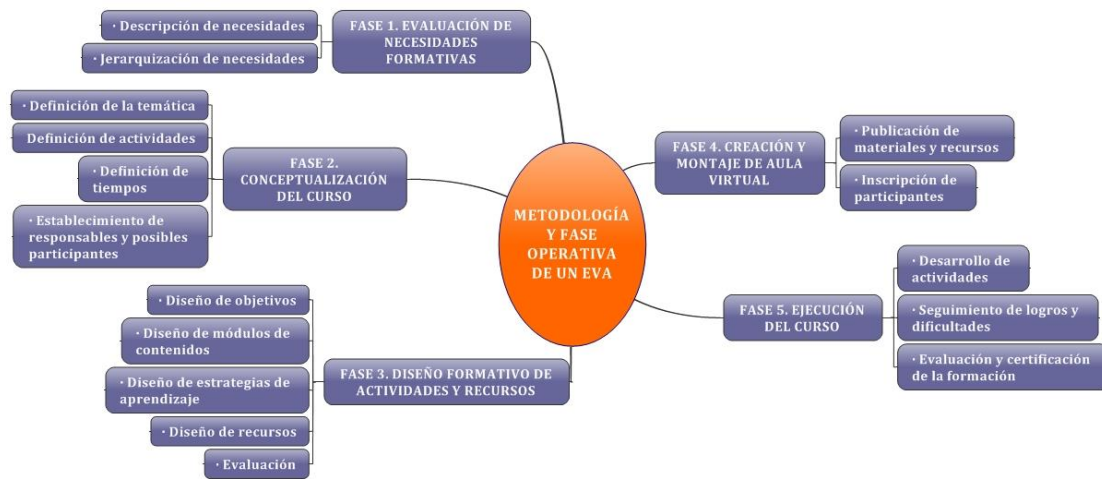 FASE 1. EVALUACIÓN DE
NECESIDADES
FORMATIVAS
· Descripción de necesidades
· Jerarquización de necesidades
FASE 2.
CONCEPTUALIZACIÓN
DEL CURSO
· Definición de la temática
Definición de actividades
· Definición de
tiempos
· Establecimiento de
responsables y posibles
participantes
FASE 3. DISEÑO FORMATIVO DE
ACTIVIDADES Y RECURSOS
· Diseño de objetivos
· Diseño de módulos de
contenidos
· Diseño de estrategias de
aprendizaje
· Diseño de recursos
· Evaluación
METODOLOGÍA
Y FASE
OPERATIVA
DE UN EVA
FASE 4. CREACIÓN Y
MONTAJE DE AULA
VIRTUAL
· Publicación de
materiales y recursos
· Inscripción de
participantes
FASE 5. EJECUCIÓN
DEL CURSO
· Desarrollo de
actividades
· Seguimiento de logros y
dificultades
· Evaluación y certificación
de la formación